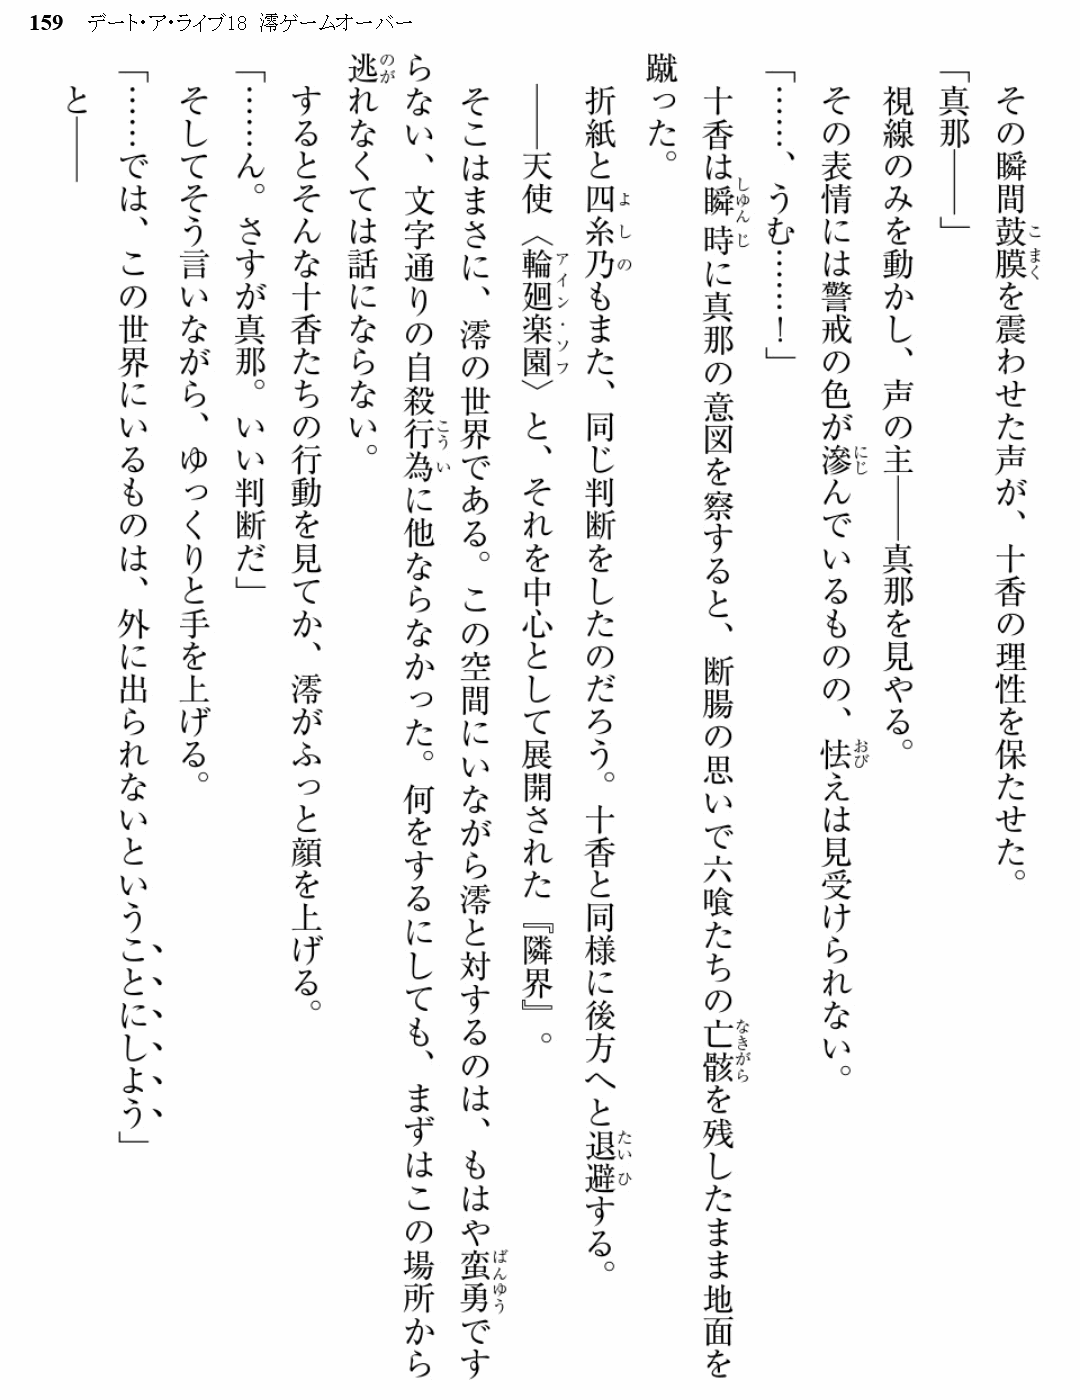 159 デート・ア・ライブ18 澪ゲームオーバー
その瞬間鼓膜を震わせた声が、十香の理性を保たせた。
「真那――」
視線のみを動かし、声の主――真那を見やる。
その表情には警戒の色が滲んでいるものの、怯えは見受けられない。
「……、うむ……！」
十香は瞬時に真那の意図を察すると、断腸の思いで六喰たちの亡骸を残したまま地面を
蹴った。
折紙と四糸乃もまた、同じ判断をしたのだろう。十香と同様に後方へと退避する。
――天使〈輪廻楽園〉と、それを中心として展開された『隣界』。
そこはまさに、澪の世界である。この空間にいながら澪と対するのは、もはや蛮勇です
らない、文字通りの自殺行為に他ならなかった。何をするにしても、まずはこの場所から
逃れなくては話にならない。
するとそんな十香たちの行動を見てか、澪がふっと顔を上げる。
「……ん。さすが真那。いい判断だ」
そしてそう言いながら、ゆっくりと手を上げる。
「……では、この世界にいるものは、外に出られないということにしよう」
と――